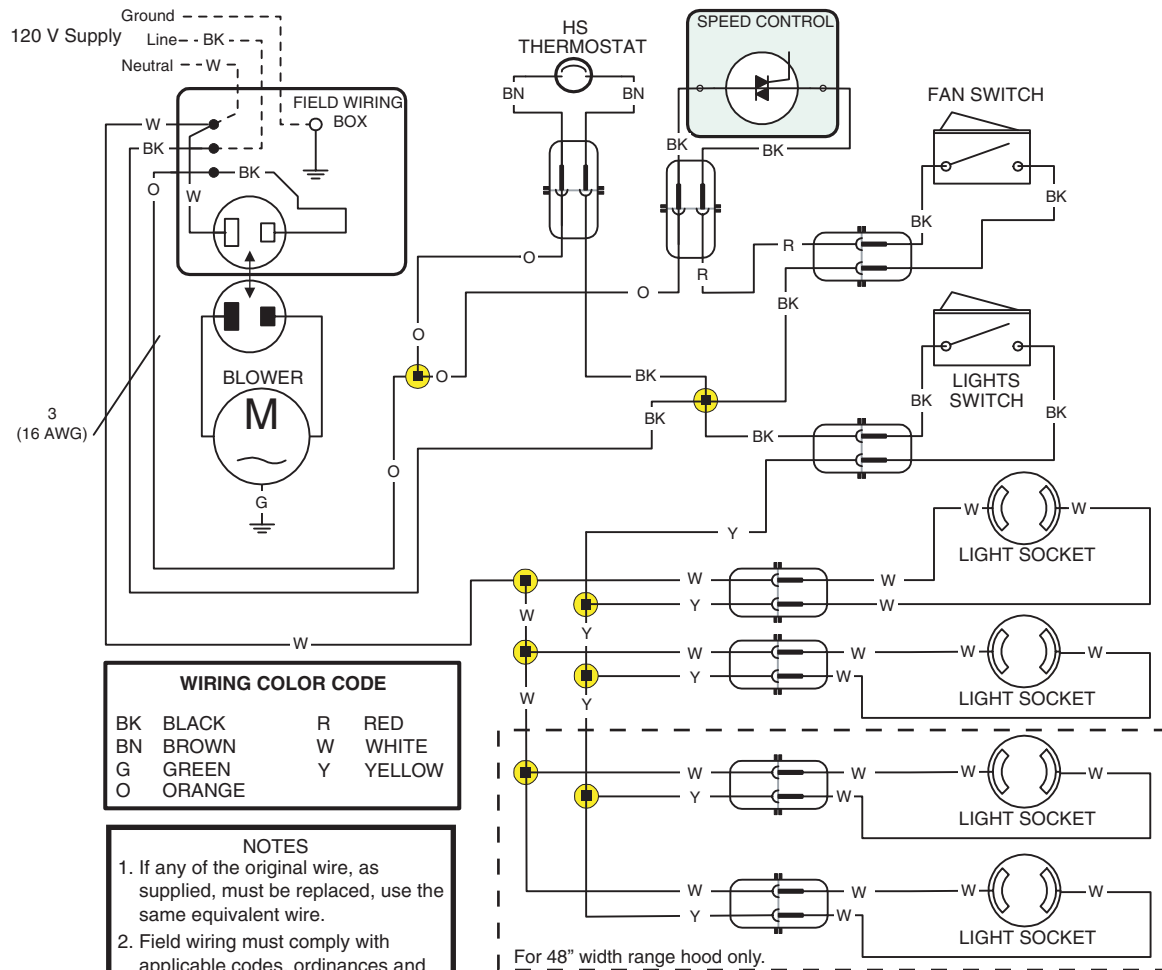 Ground
120 V Supply
Line
BK
Neutral
W
HS
THERMOSTAT
BN
BN
SPEED CONTROL
BK
BK
FAN SWITCH
BK
BK
FIELD WIRING
BOX
W
BK
O
BK
W
BLOWER
M
G
3
(16 AWG)
O
O
O
O
O
R
R
BK
BK
BK
BK
LIGHTS
SWITCH
BK
BK
Y
W
W
Y
W
W
W
W
LIGHT SOCKET
W
Y
W
Y
W
W
W
W
LIGHT SOCKET
W
Y
W
Y
W
W
W
W
LIGHT SOCKET
W
Y
W
W
W
W
LIGHT SOCKET
For 48” width range hood only.
WIRING COLOR CODE
BK BLACK R RED
BN BROWN W WHITE
G GREEN Y YELLOW
O ORANGE
NOTES
1. If any of the original wire, as
supplied, must be replaced, use the
same equivalent wire.
2. Field wiring must comply with
applicable codes, ordinances and